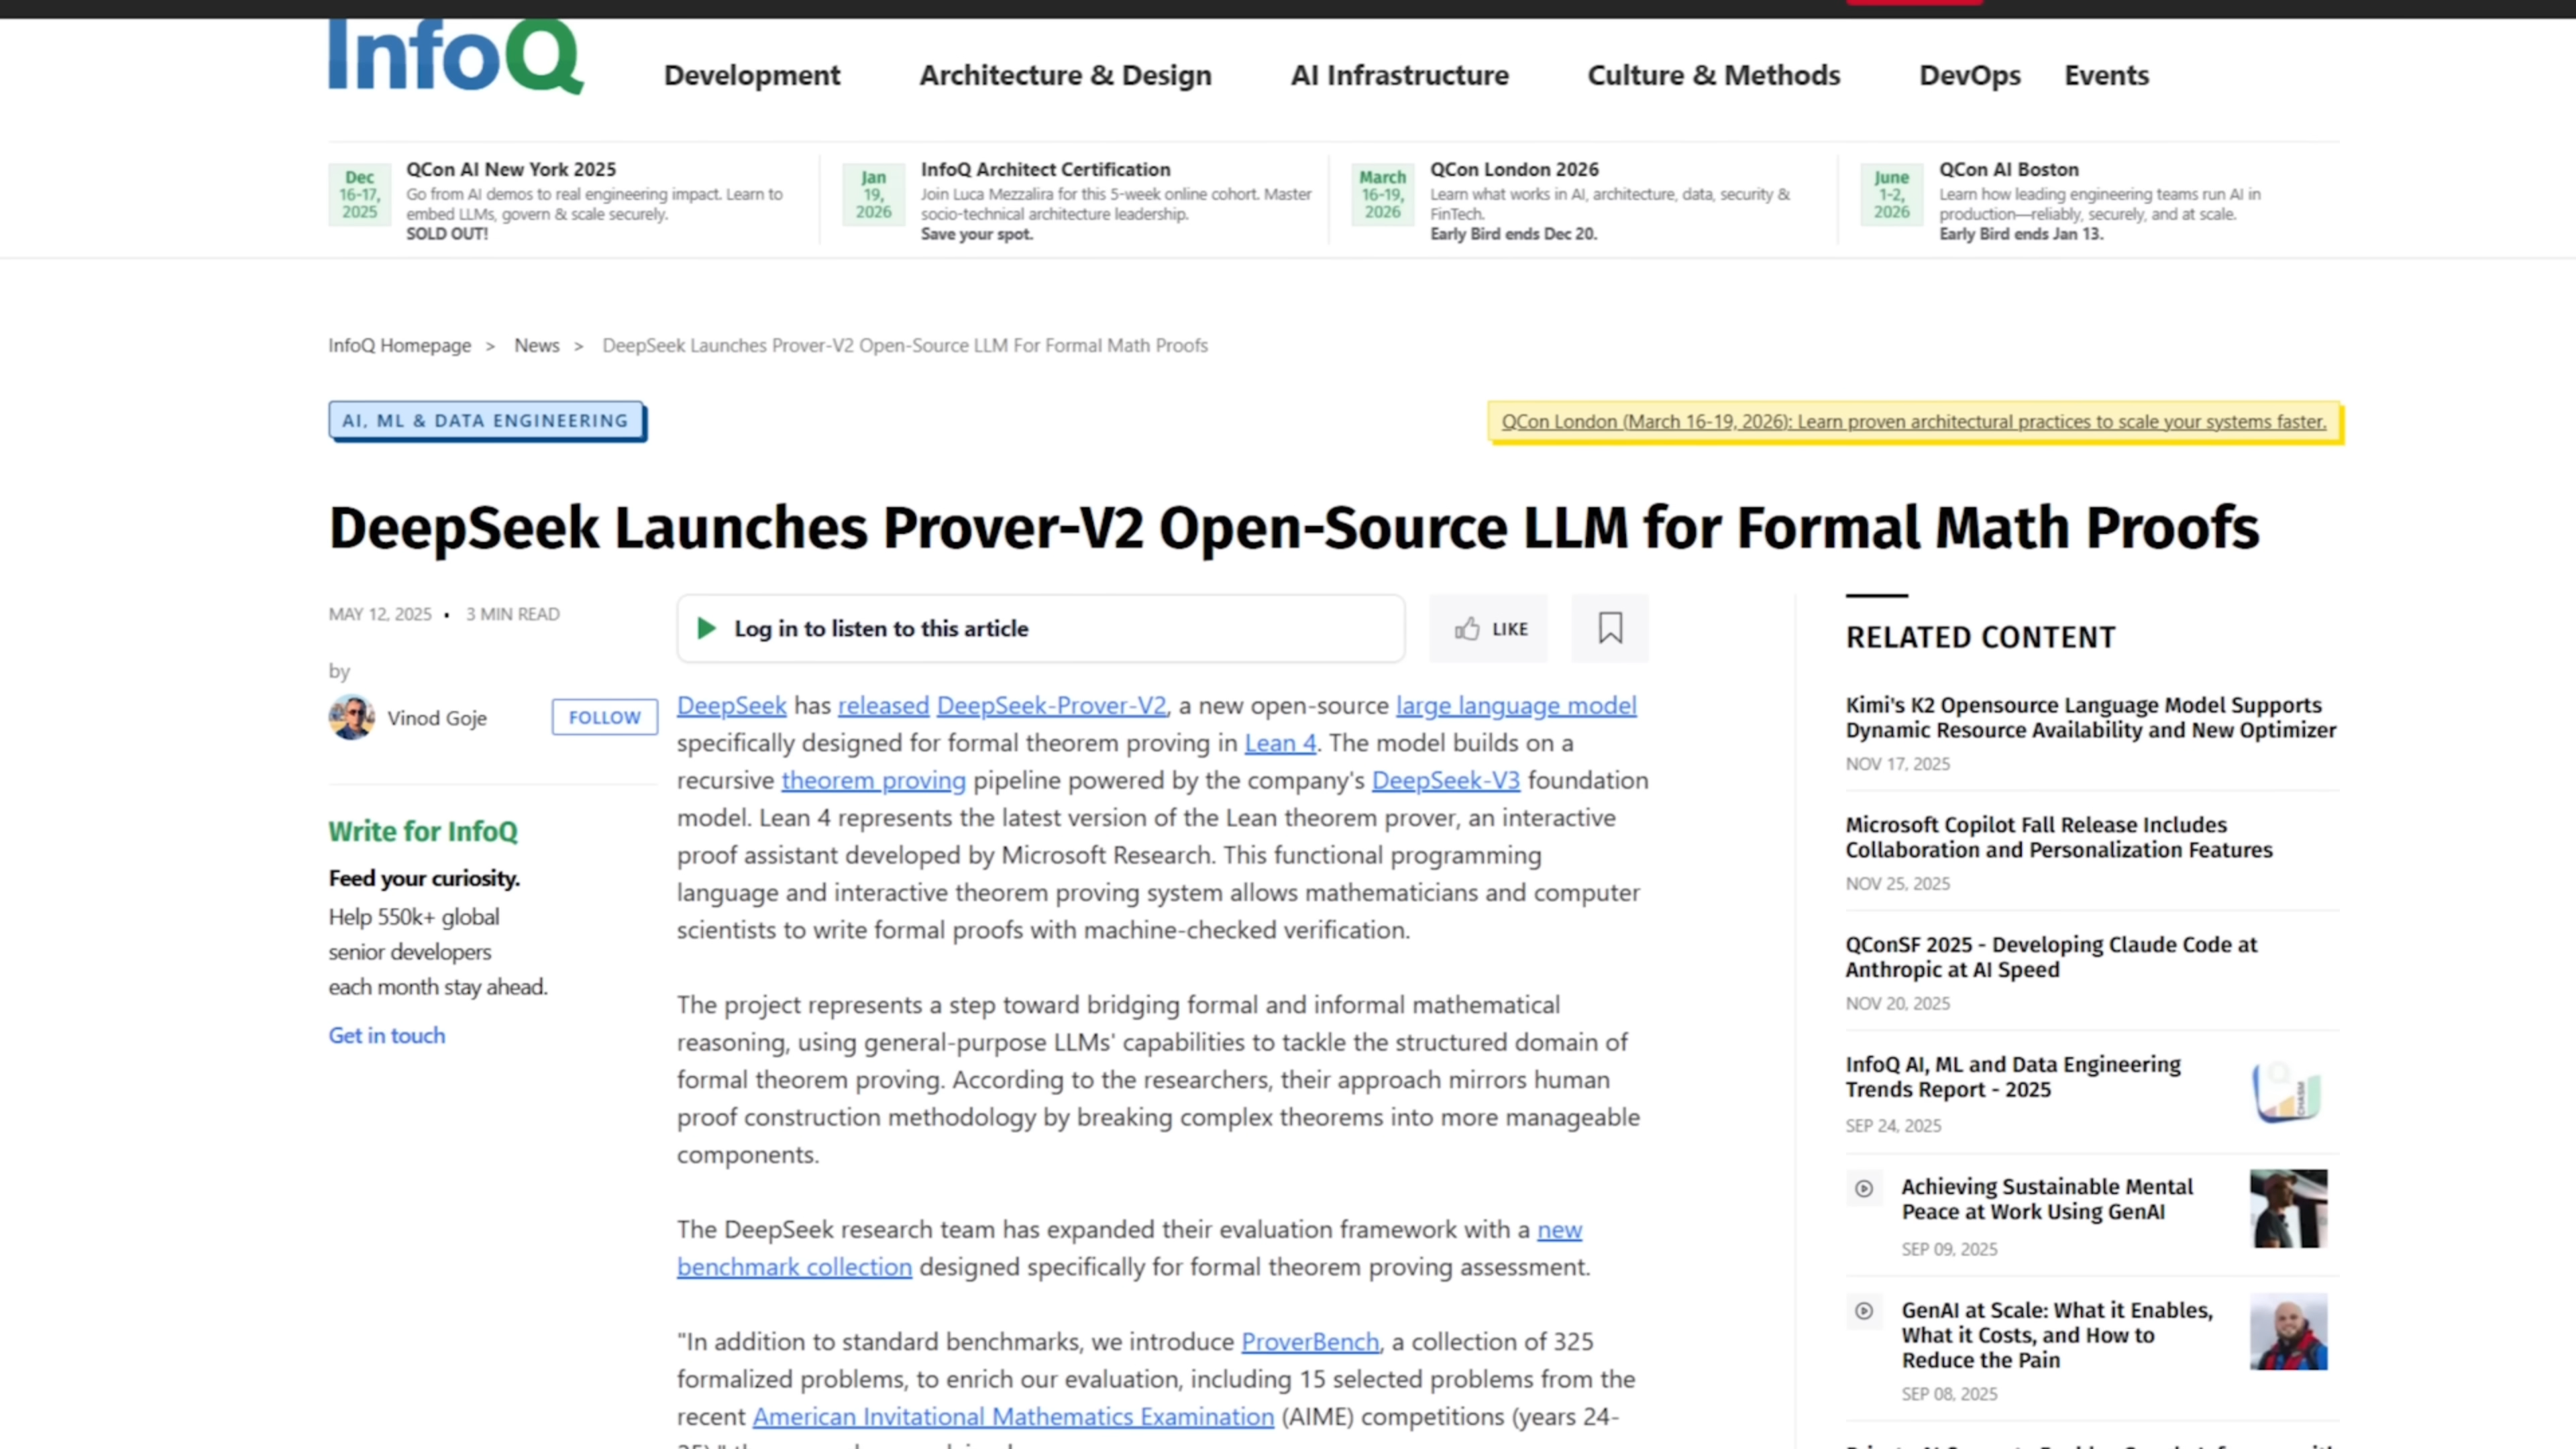 InfoQ
Development
Architecture & Design
AI Infrastructure
Culture & Methods
DevOps
Events
Dec
16-17,
2025
QCon AI New York 2025
Go from AI demos to real engineering impact. Learn to
embed LLMs, govern & scale securely.
SOLD OUT!
Jan
19,
2026
InfoQ Architect Certification
Join Luca Mezzalira for this 5-week online cohort. Master
socio-technical architecture leadership.
Save your spot.
March
16-19,
2026
QCon London 2026
Learn what works in AI, architecture, data, security &
FinTech.
Early Bird ends Dec 20.
June
1-2,
2026
QCon AI Boston
Learn how leading engineering teams run AI in
production—reliably, securely, and at scale.
Early Bird ends Jan 13.
InfoQ Homepage > News > DeepSeek Launches Prover-V2 Open-Source LLM For Formal Math Proofs
AI, ML & DATA ENGINEERING
QCon London (March 16-19, 2026): Learn proven architectural practices to scale your systems faster.
DeepSeek Launches Prover-V2 Open-Source LLM for Formal Math Proofs
MAY 12, 2025 • 3 MIN READ
by
Vinod Goje
FOLLOW
Write for InfoQ
Feed your curiosity.
Help 550k+ global
senior developers
each month stay ahead.
Get in touch
Log in to listen to this article
LIKE
DeepSeek has released DeepSeek-Prover-V2, a new open-source large language model
specifically designed for formal theorem proving in Lean 4. The model builds on a
recursive theorem proving pipeline powered by the company's DeepSeek-V3 foundation
model. Lean 4 represents the latest version of the Lean theorem prover, an interactive
proof assistant developed by Microsoft Research. This functional programming
language and interactive theorem proving system allows mathematicians and computer
scientists to write formal proofs with machine-checked verification.
The project represents a step toward bridging formal and informal mathematical
reasoning, using general-purpose LLMs' capabilities to tackle the structured domain of
formal theorem proving. According to the researchers, their approach mirrors human
proof construction methodology by breaking complex theorems into more manageable
components.
The DeepSeek research team has expanded their evaluation framework with a new
benchmark collection designed specifically for formal theorem proving assessment.
"In addition to standard benchmarks, we introduce ProverBench, a collection of 325
formalized problems, to enrich our evaluation, including 15 selected problems from the
recent American Invitational Mathematics Examination (AIME) competitions (years 24-
RELATED CONTENT
Kimi's K2 Opensource Language Model Supports
Dynamic Resource Availability and New Optimizer
NOV 17, 2025
Microsoft Copilot Fall Release Includes
Collaboration and Personalization Features
NOV 25, 2025
QConSF 2025 - Developing Claude Code at
Anthropic at AI Speed
NOV 20, 2025
InfoQ AI, ML and Data Engineering
Trends Report - 2025
SEP 24, 2025
Achieving Sustainable Mental
Peace at Work Using GenAI
SEP 09, 2025
GenAI at Scale: What it Enables,
What it Costs, and How to
Reduce the Pain
SEP 08, 2025